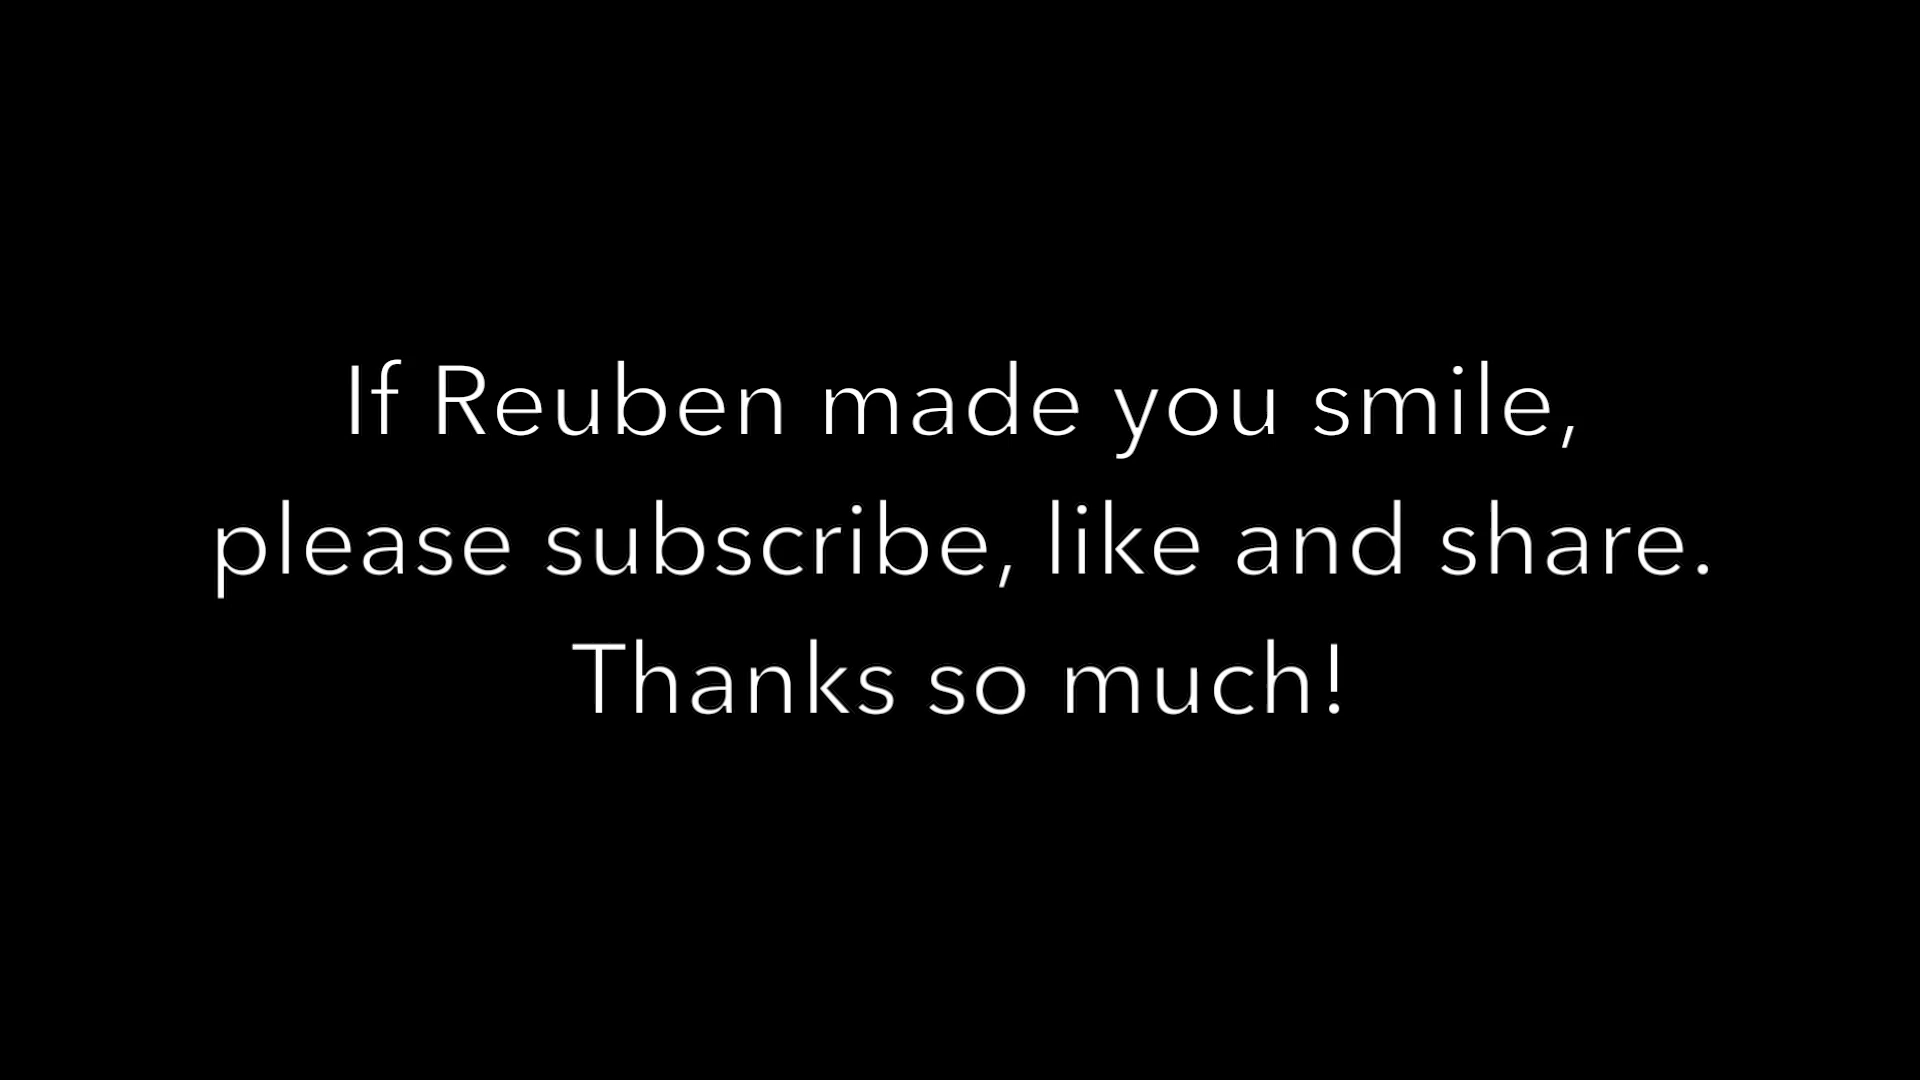 If Reuben made you smile,
please subscribe, like and share.
Thanks so much!